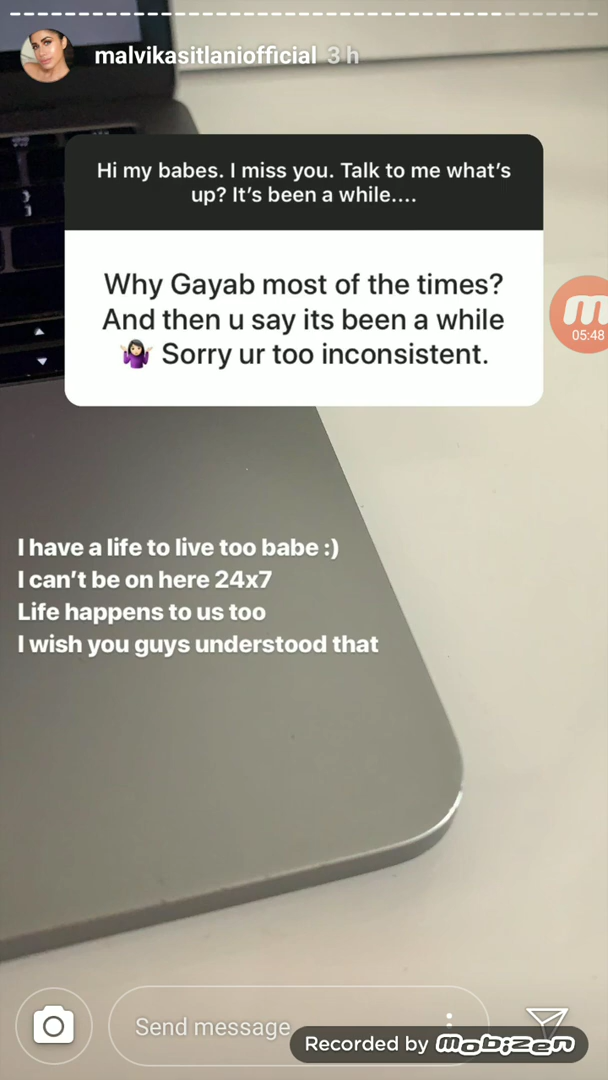 malvikasitlaniofficial 3 h
Hi my babes. I miss you. Talk to me what's
up? It's been a while....
Why Gayab most of the times?
And then u say its been a while
🤷🏻‍♀️ Sorry ur too inconsistent.
05:48
I have a life to live too babe :)
I can't be on here 24x7
Life happens to us too
I wish you guys understood that
Send message
Recorded by mobizen